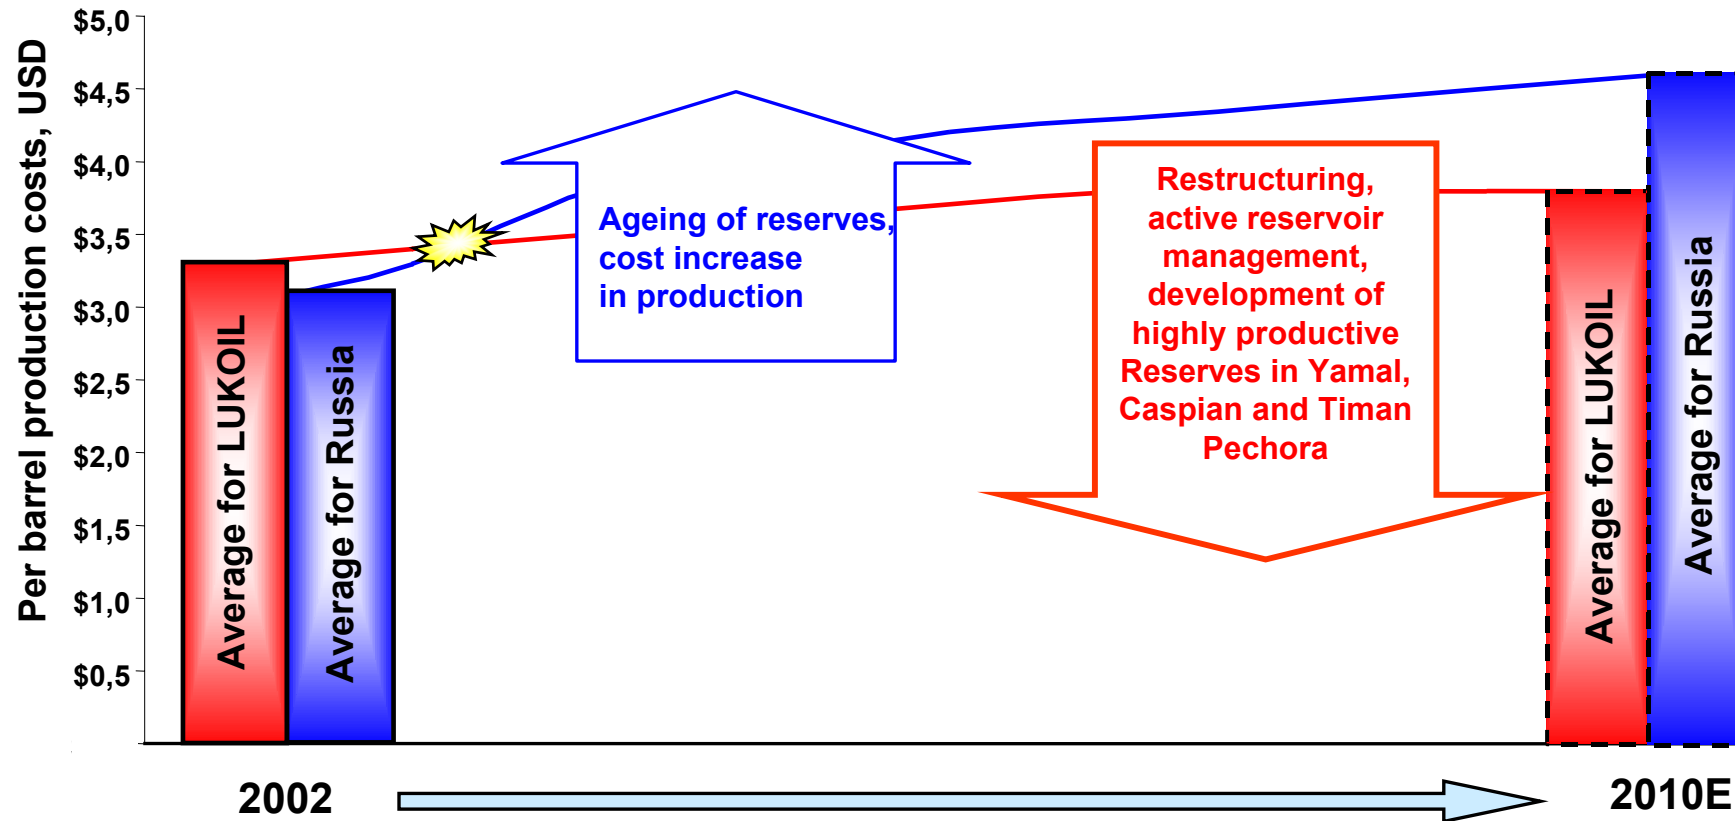 Per barrel production costs, USD
$5,0
$4,5
$4,0
$3,5
$3,0
$2,5
$2,0
$1,5
$1,0
$0,5
Average for LUKOIL
Average for Russia
Ageing of reserves,
cost increase
in production
Restructuring,
active reservoir
management,
development of
highly productive
Reserves in Yamal,
Caspian and Timan
Pechora
Average for LUKOIL
Average for Russia
2002
2010E